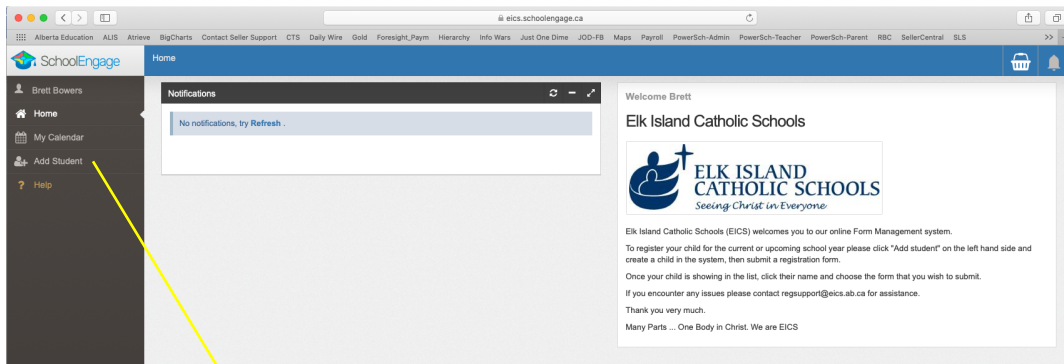 eics.schoolengage.ca
Alberta Education ALIS Atrieve BigCharts Contact Seller Support CTS Daily Wire Gold Foresight_Paym Hierarchy Info Wars Just One Dime JOD-FB Maps Payroll PowerSch-Admin PowerSch-Teacher PowerSch-Parent RBC SellerCentral SLS >>
SchoolEngage
Home
Brett Bowers
Home
My Calendar
Add Student
? Help
Notifications
No notifications, try Refresh .
Welcome Brett
Elk Island Catholic Schools
ELK ISLAND
CATHOLIC SCHOOLS
Seeing Christ in Everyone
Elk Island Catholic Schools (EICS) welcomes you to our online Form Management system.
To register your child for the current or upcoming school year please click "Add student" on the left hand side and
create a child in the system, then submit a registration form.
Once your child is showing in the list, click their name and choose the form that you wish to submit.
If you encounter any issues please contact regsupport@eics.ab.ca for assistance.
Thank you very much.
Many Parts ... One Body in Christ. We are EICS